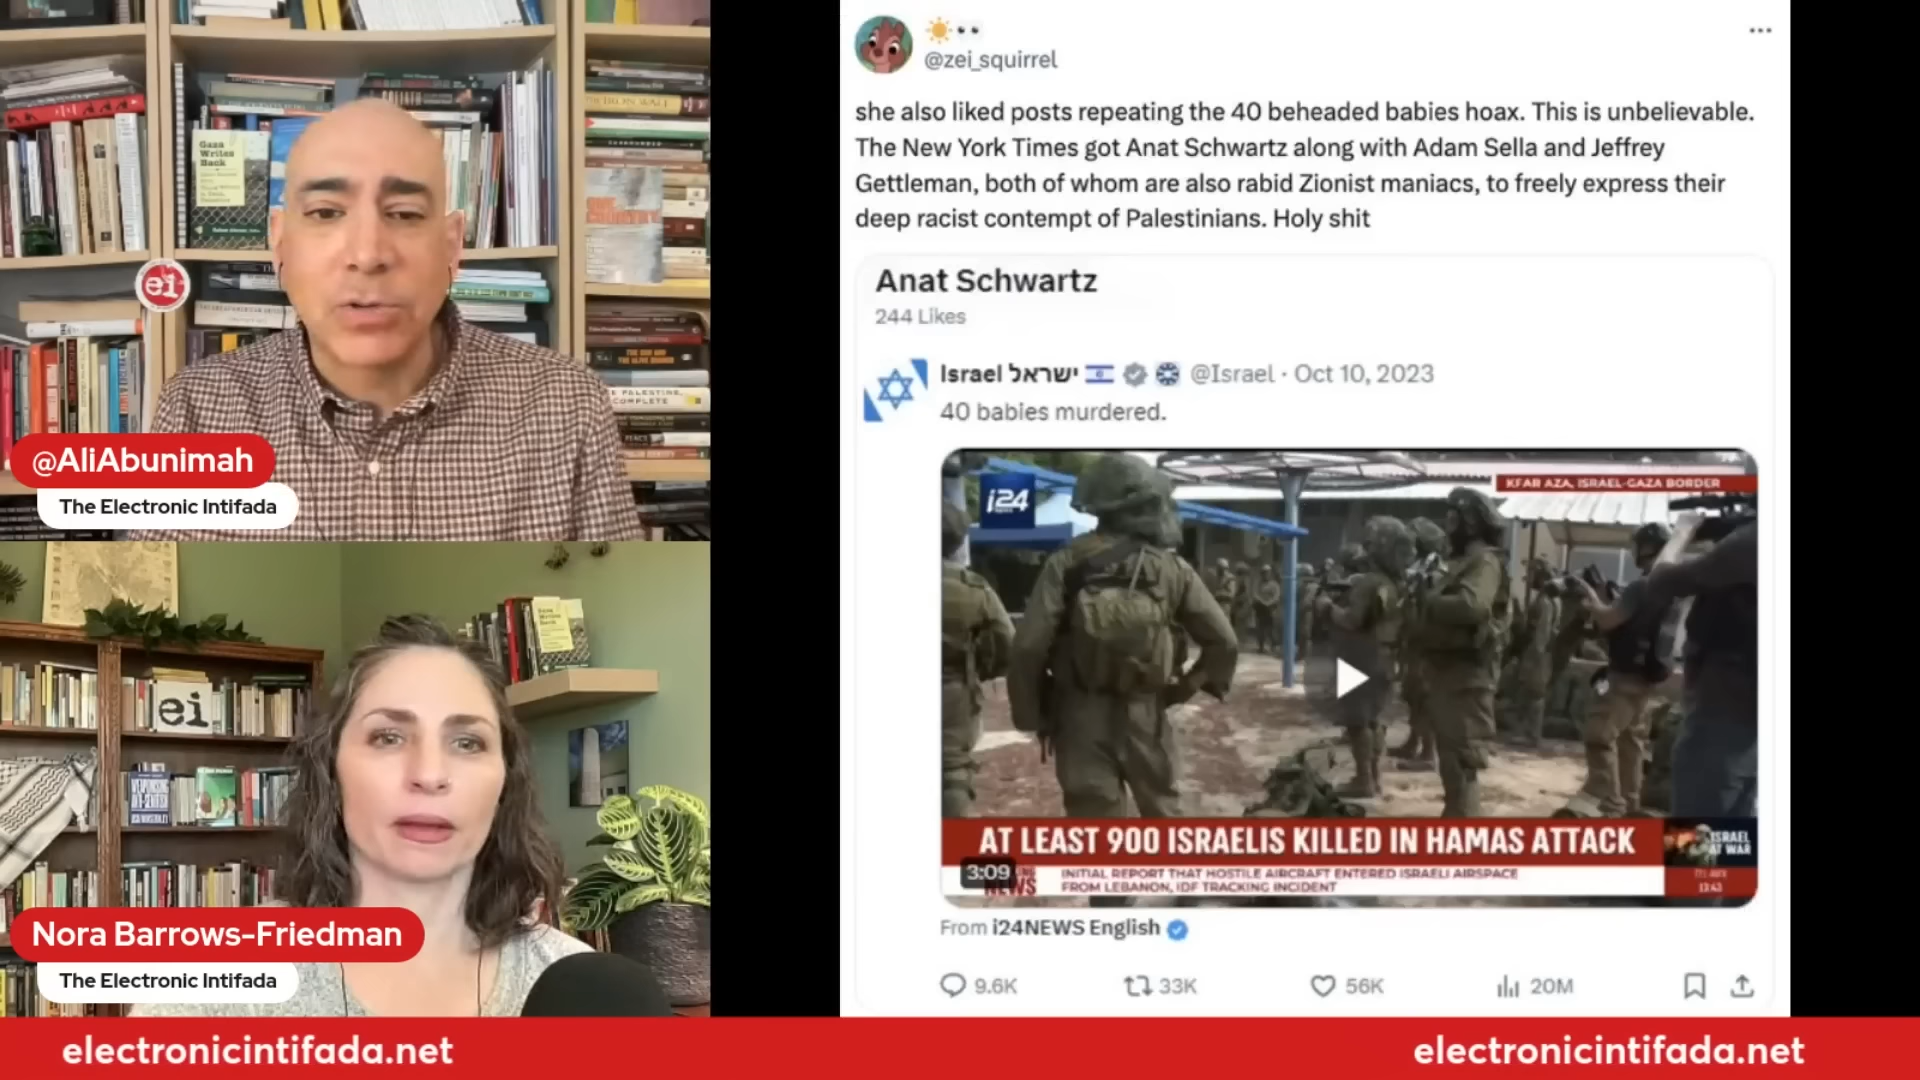 Gaza
Writes
Back
ei
@AliAbunimah
The Electronic Intifada
ei
Nora Barrows-Friedman
The Electronic Intifada
@zei_squirrel
she also liked posts repeating the 40 beheaded babies hoax. This is unbelievable.
The New York Times got Anat Schwartz along with Adam Sella and Jeffrey
Gettleman, both of whom are also rabid Zionist maniacs, to freely express their
deep racist contempt of Palestinians. Holy shit
Anat Schwartz
244 Likes
Israel ישראל @Israel · Oct 10, 2023
40 babies murdered.
i24
KFAR AZA, ISRAEL-GAZA BORDER
AT LEAST 900 ISRAELIS KILLED IN HAMAS ATTACK
ISRAEL
AT WAR
3:09
NEWS
INITIAL REPORT THAT HOSTILE AIRCRAFT ENTERED ISRAELI AIRSPACE
FROM LEBANON, IDF TRACKING INCIDENT
13:43
From i24NEWS English
9.6K 33K 56K 20M
electronicintifada.net
electronicintifada.net